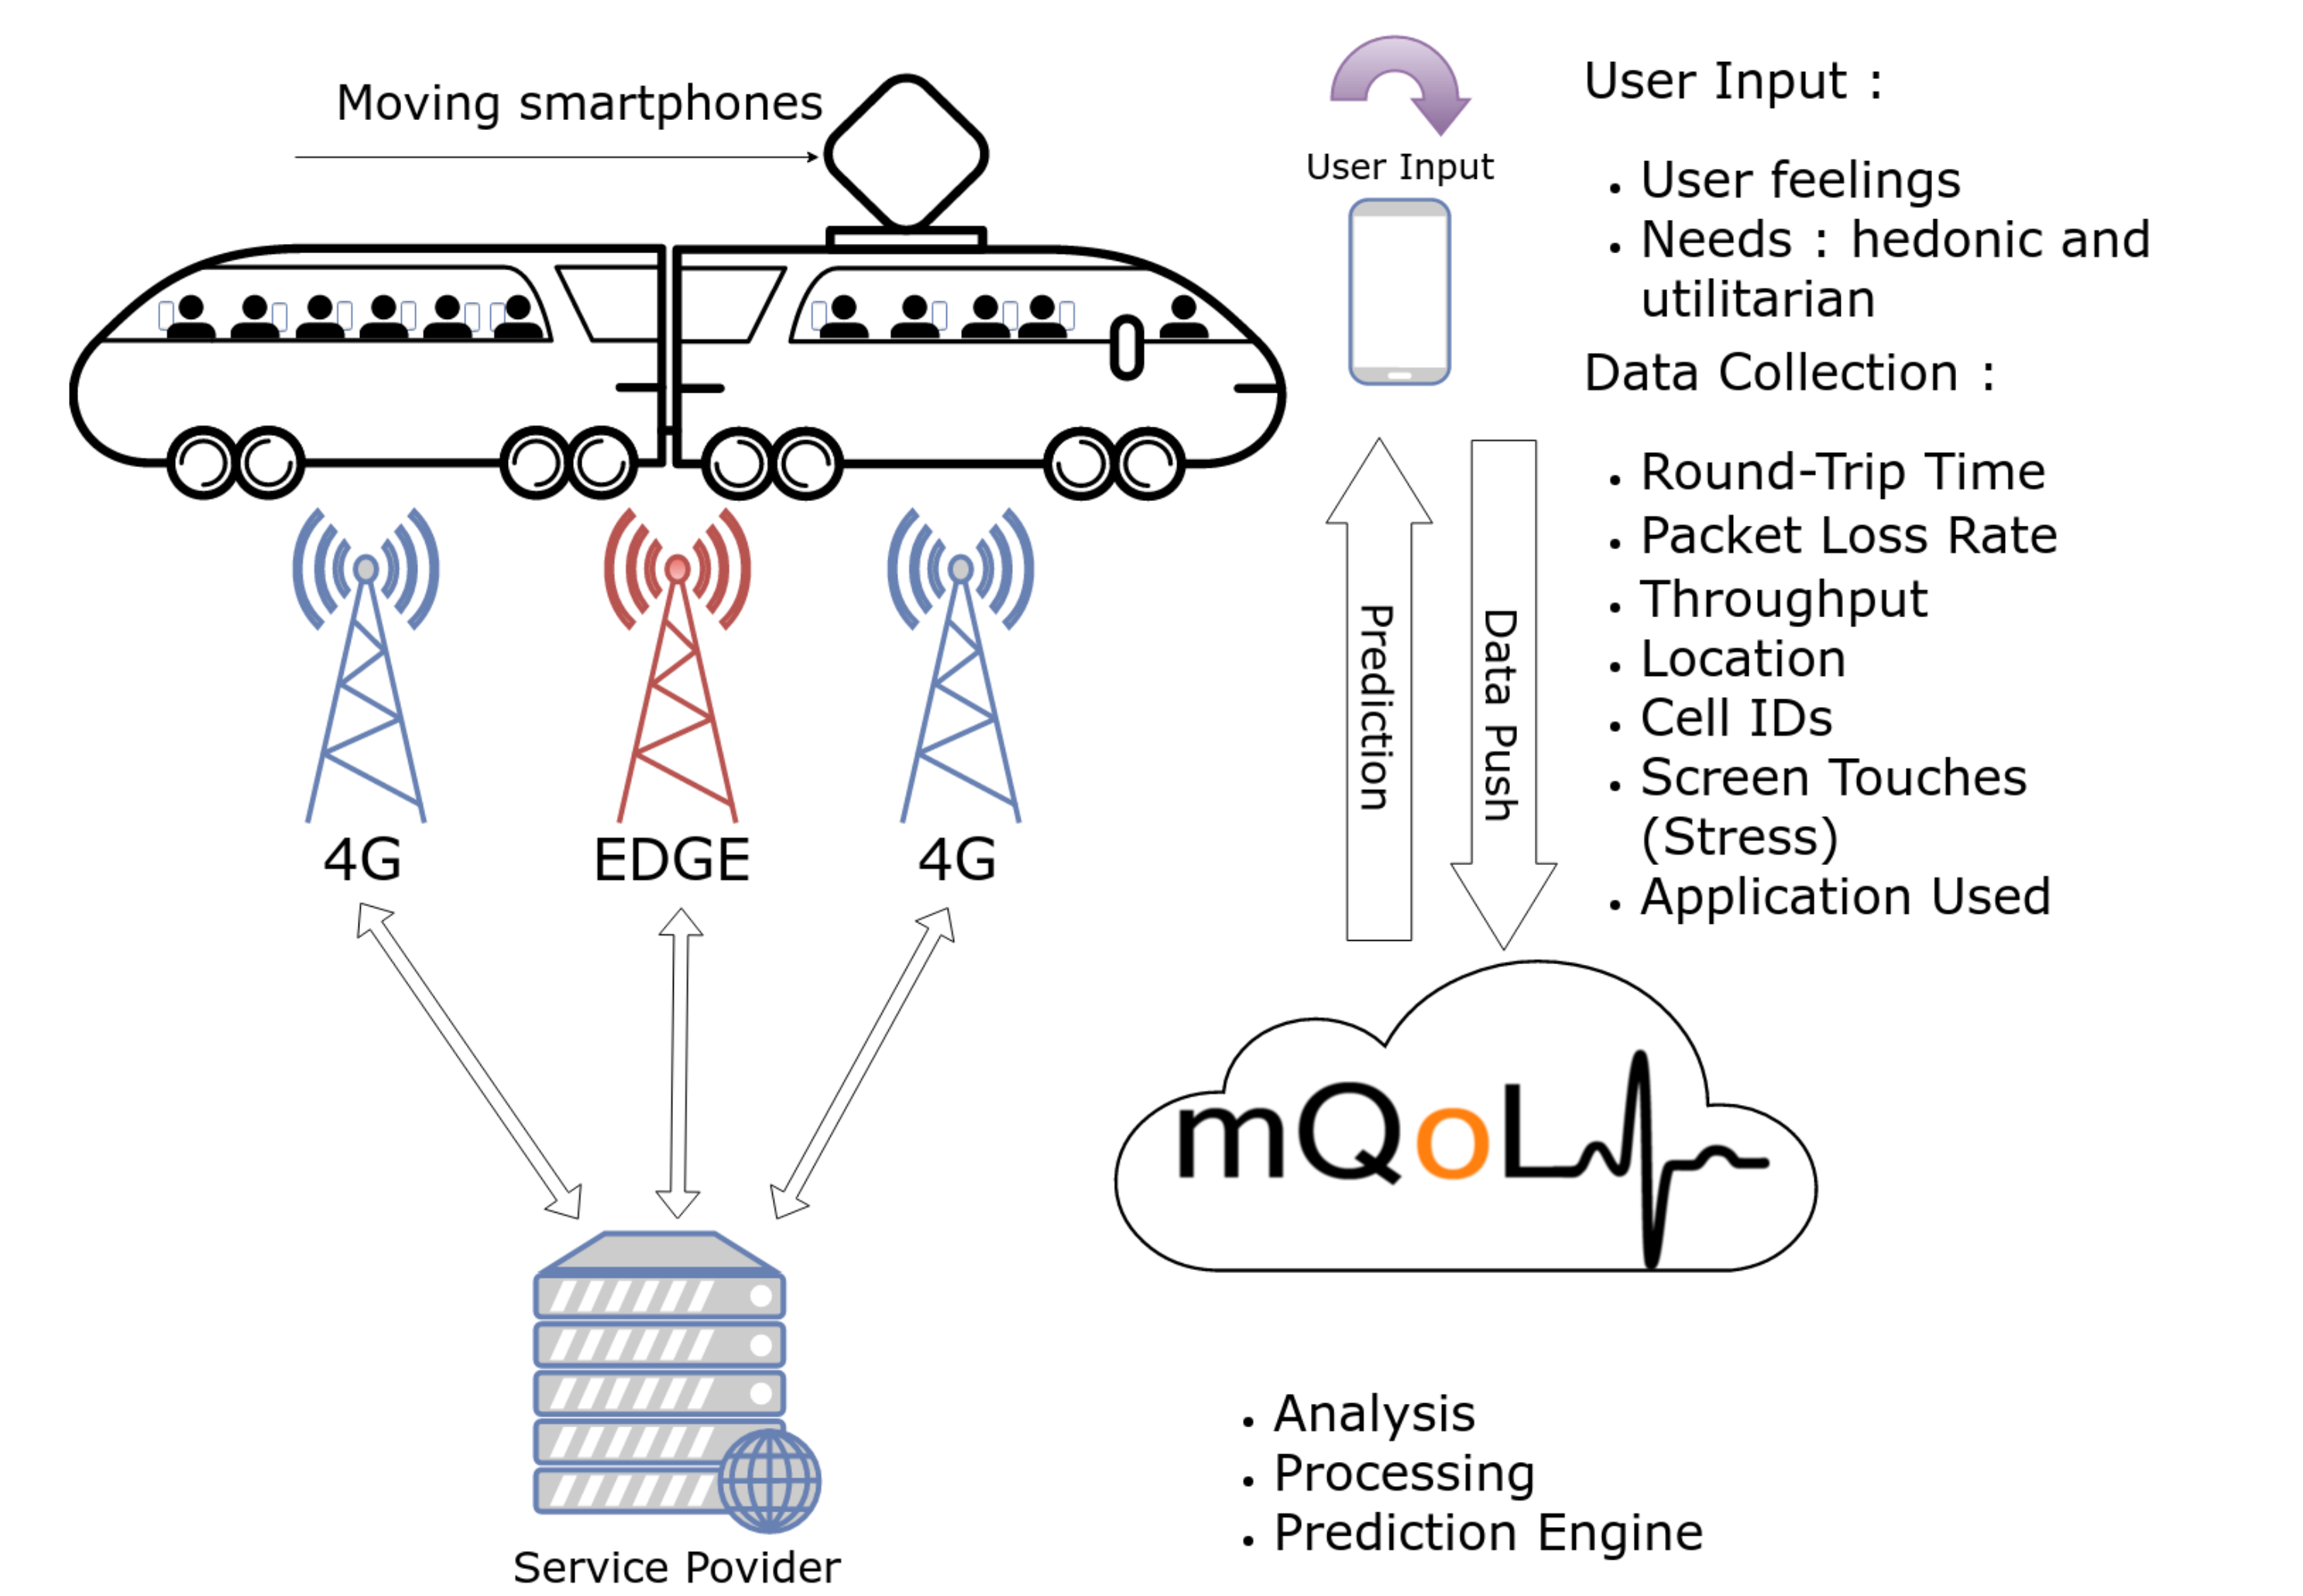 Moving smartphones
User Input
User Input :
User feelings
Needs : hedonic and
utilitarian
Data Collection :
Round-Trip Time
Packet Loss Rate
Throughput
Location
Cell IDs
Screen Touches
(Stress)
Application Used
Prediction
Data Push
4G
EDGE
4G
mQoL
Service Povider
Analysis
Processing
Prediction Engine